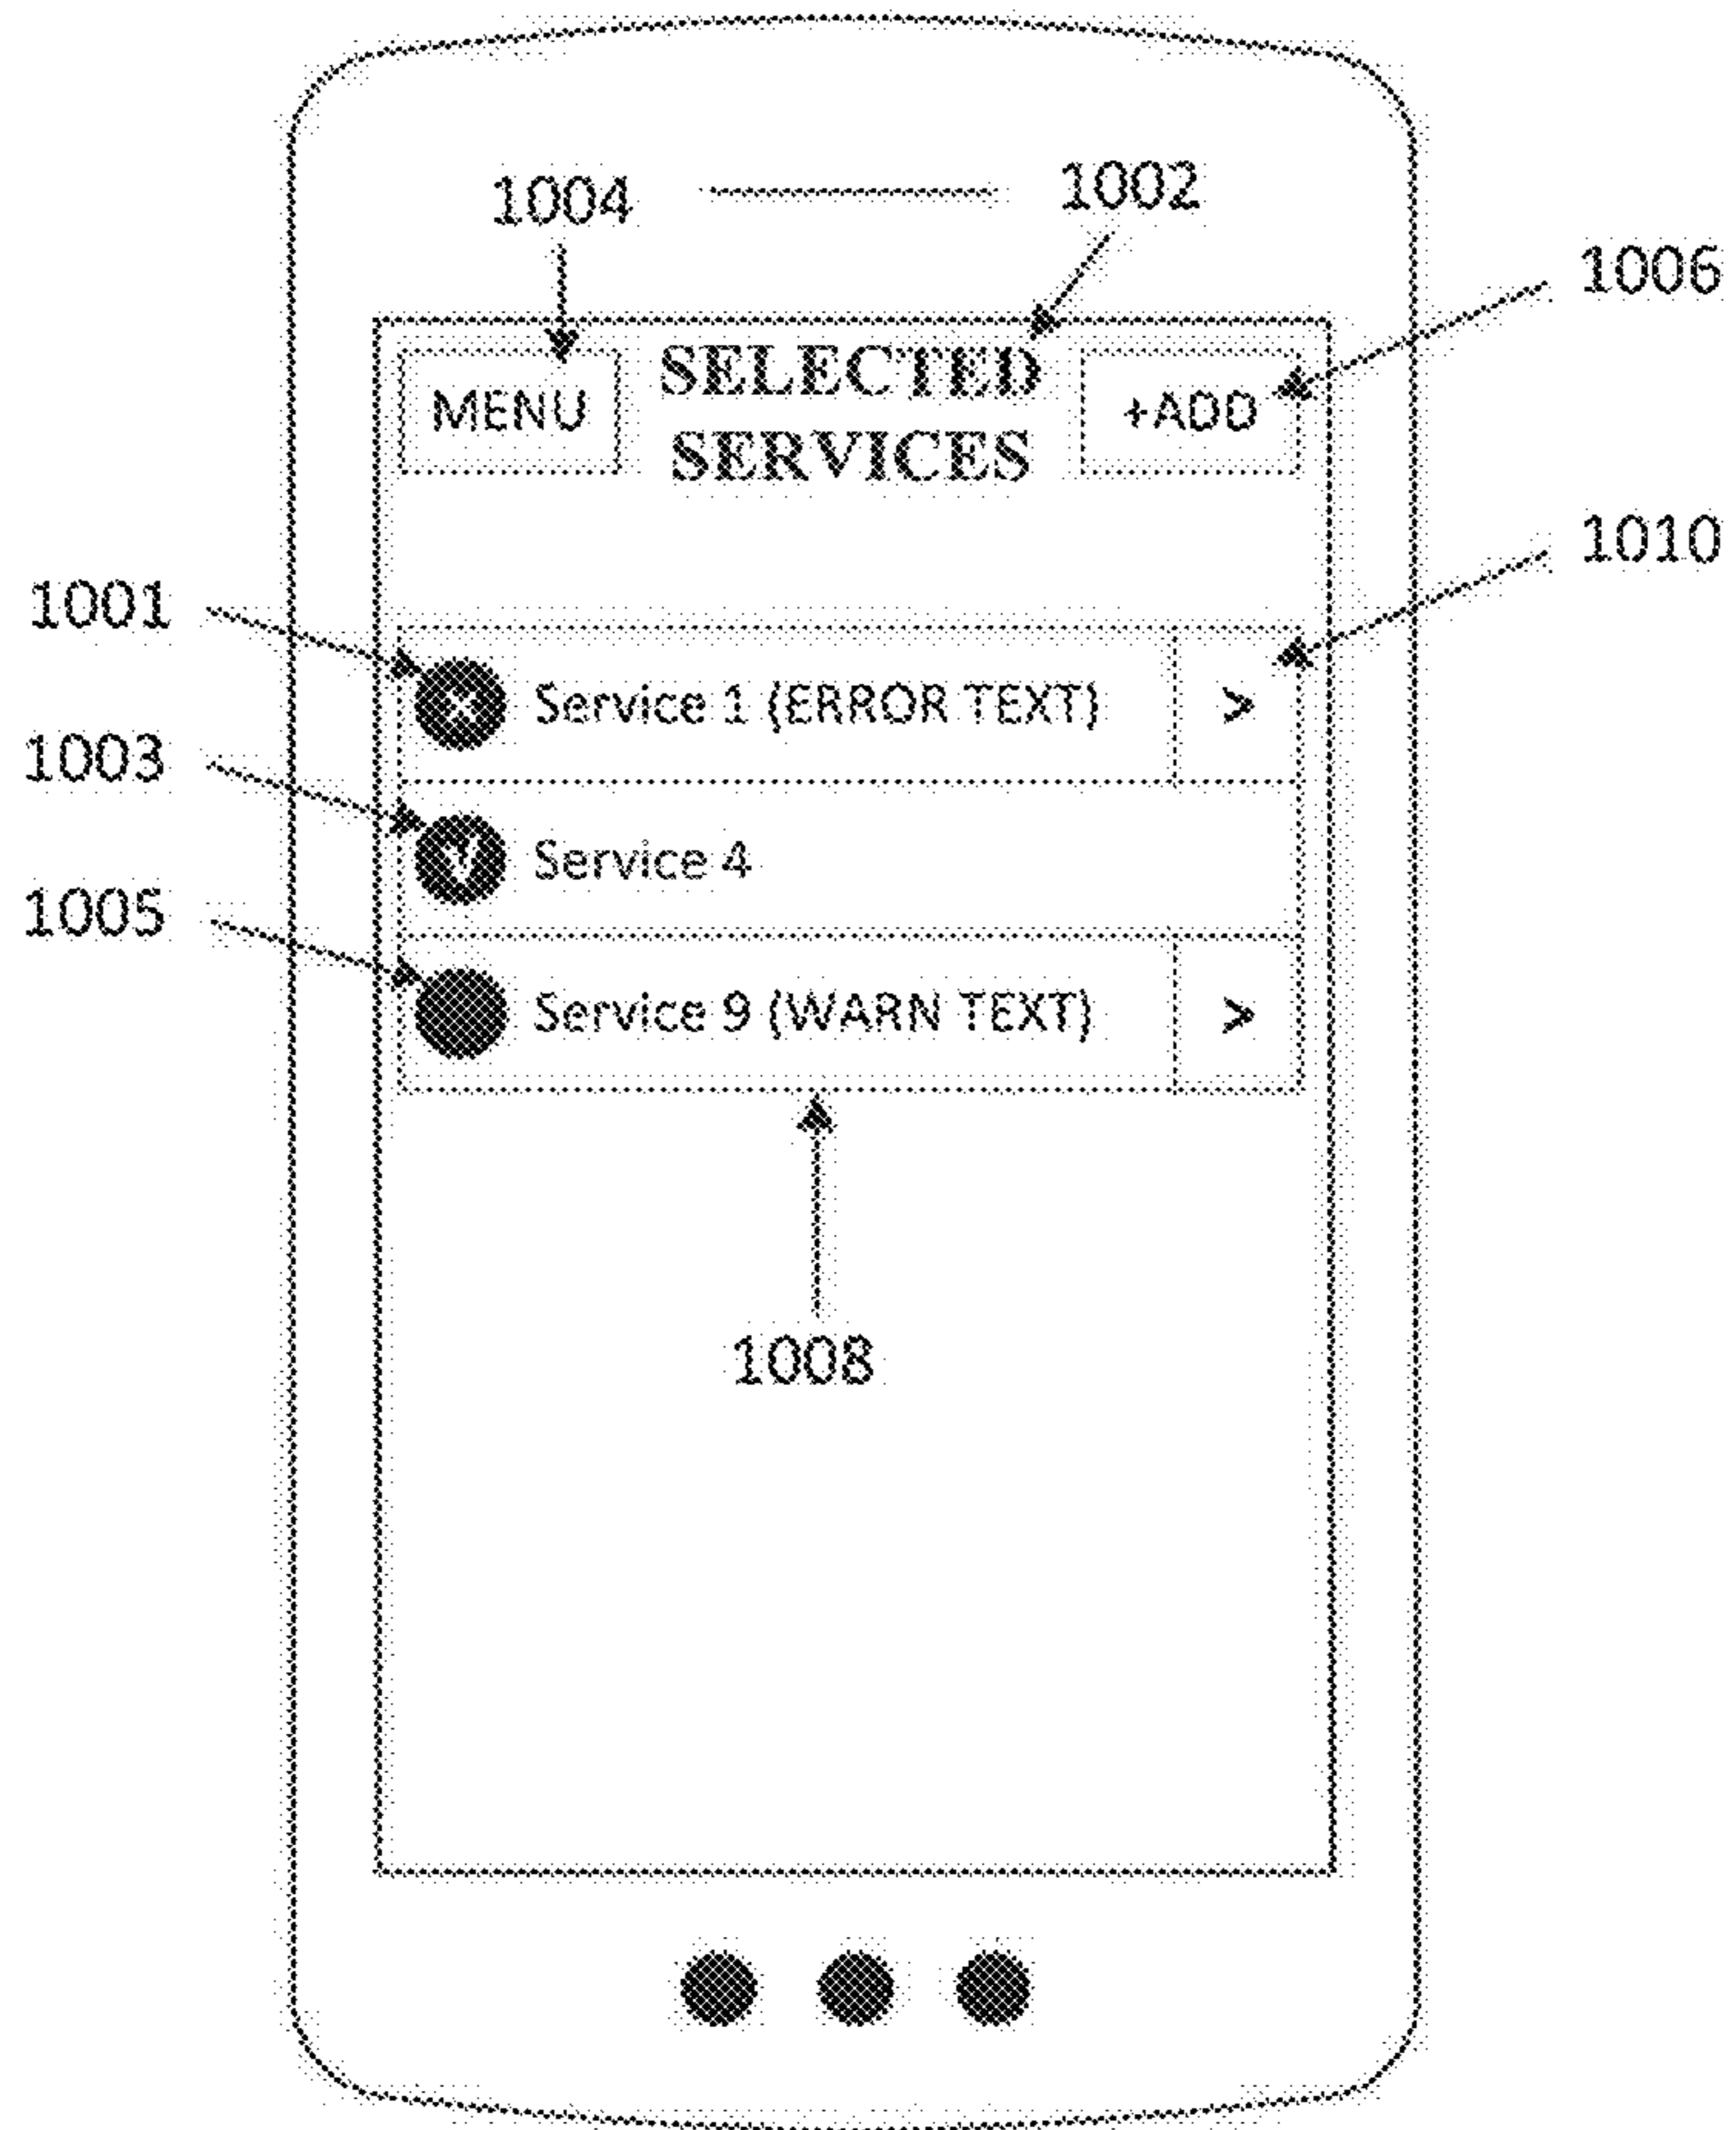 1004
1002
1006
MENU
SELECTED
SERVICES
+ADD
1010
1001
Service 1 (ERROR TEXT)
>
1003
Service 4
1005
Service 9 (WARN TEXT)
>
1008